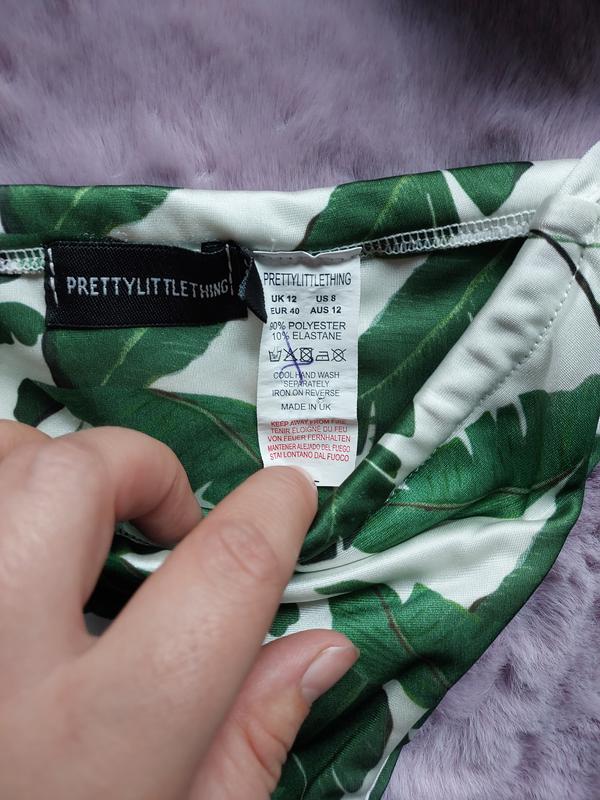 PRETTYLITTLETHING
PRETTYLITTLETHING
UK 12 US 8
EUR 40 AUS 12
90% POLYESTER
10% ELASTANE
COOL HAND WASH
SEPARATELY
IRON ON REVERSE
MADE IN UK
KEEP AWAY FROM FIRE
TENIR ELOIGNE DU FEU
VON FEUER FERNHALTEN
MANTENER ALEJADO DEL FUEGO
STAI LONTANO DAL FUOCO